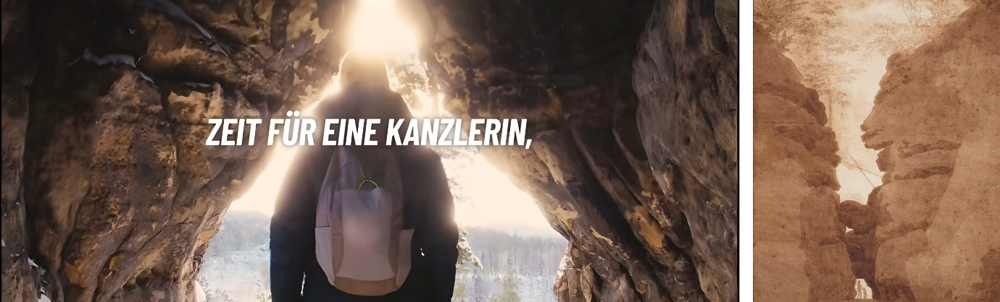 ZEIT FÜR EINE KANZLERIN,